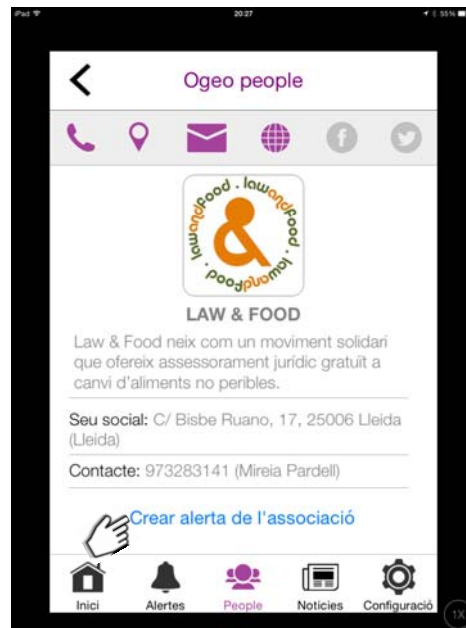 iPad
20:27
55%
Ogeo people
lawandfood . lawandfood . lawandfood .
LAW & FOOD
Law & Food neix com un moviment solidari
que ofereix assessorament jurídic gratuït a
canvi d'aliments no peribles.
Seu social: C/ Bisbe Ruano, 17, 25006 Lleida
(Lleida)
Contacte: 973283141 (Mireia Pardell)
Crear alerta de l'associació
Inici Alertes People Noticies Configuració
1X